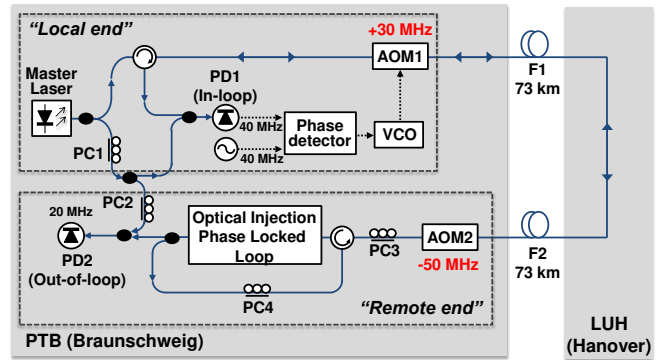 “Local end”
+30 MHz
Master
Laser
PD1
(In-loop)
AOM1
F1
73 km
40 MHz
40 MHz
Phase
detector
VCO
PC1
PC2
20 MHz
PD2
(Out-of-loop)
Optical Injection
Phase Locked
Loop
PC3
AOM2
-50 MHz
F2
73 km
PC4
“Remote end”
PTB (Braunschweig)
LUH
(Hanover)